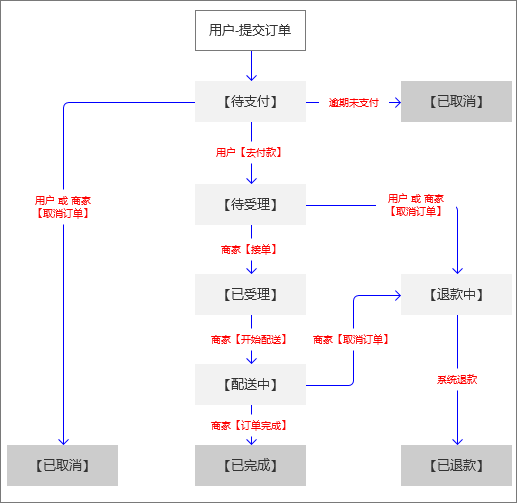 用户-提交订单
【待支付】
逾期未支付
【已取消】
用户【去付款】
用户 或 商家
【取消订单】
【待受理】
用户 或 商家
【取消订单】
商家【接单】
【已受理】
【退款中】
商家【开始配送】
商家【取消订单】
【配送中】
系统退款
商家【订单完成】
【已取消】
【已完成】
【已退款】